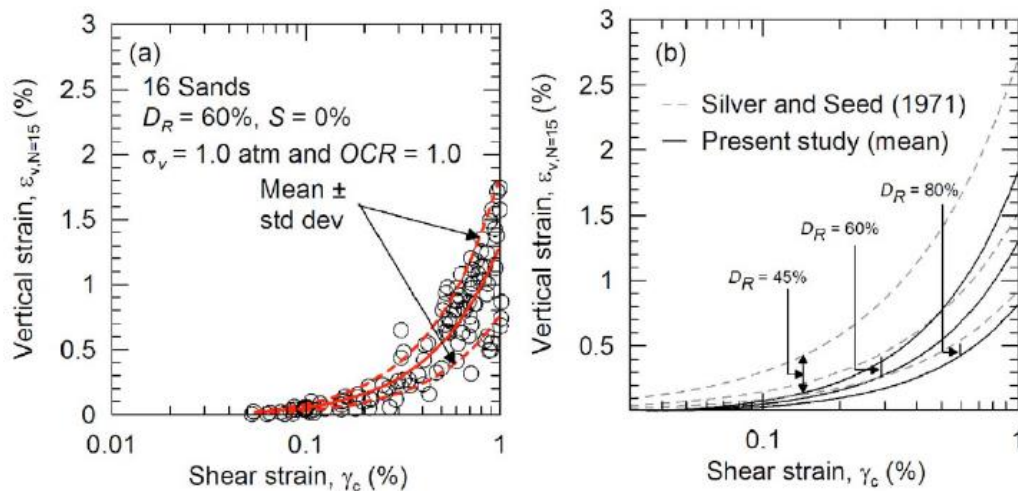 (a)
16 Sands
D_R = 60%, S = 0%
σ_v = 1.0 atm and OCR = 1.0
Mean ±
std dev
Vertical strain, ε_v,N=15 (%)
3
2.5
2
1.5
1
0.5
0
0.01
0.1
1
Shear strain, γ_c (%)
(b)
Silver and Seed (1971)
Present study (mean)
D_R = 80%
D_R = 60%
D_R = 45%
Vertical strain, ε_v,N=15 (%)
3
2.5
2
1.5
1
0.5
0.1
1
Shear strain, γ_c (%)